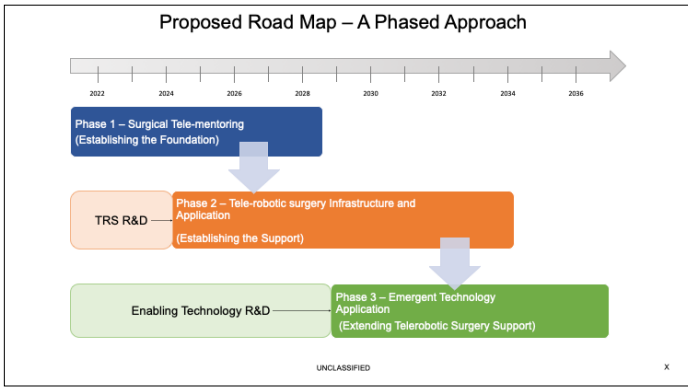 Proposed Road Map – A Phased Approach
2022 2024 2026 2028 2030 2032 2034 2036
Phase 1 – Surgical Tele-mentoring
(Establishing the Foundation)
TRS R&D
Phase 2 – Tele-robotic surgery Infrastructure and
Application
(Establishing the Support)
Enabling Technology R&D
Phase 3 – Emergent Technology
Application
(Extending Telerobotic Surgery Support)
UNCLASSIFIED
X